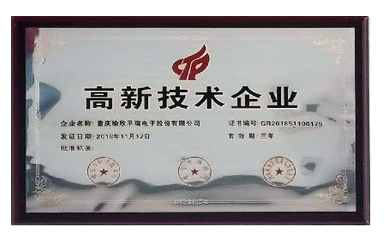 高新技术企业
企业名称: 重庆渝欣平瑞电子股份有限公司 证书编号: GR201851100175
发证日期: 2018年11月12日 有 效 期: 三年
批准机关: